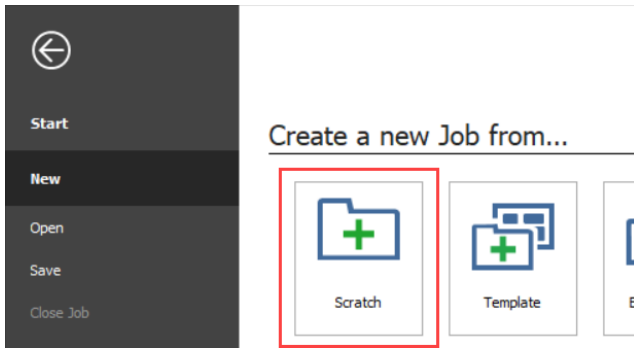 Start
New
Open
Save
Close Job
Create a new Job from...
Scratch
Template